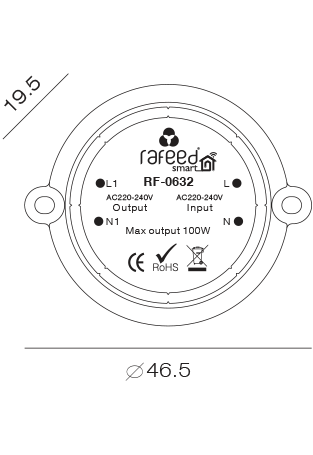 19.5
rafeed
smart
RF-0632
L1 L
AC220-240V AC220-240V
Output Input
N1 N
Max output 100W
CE RoHS
⌀46.5